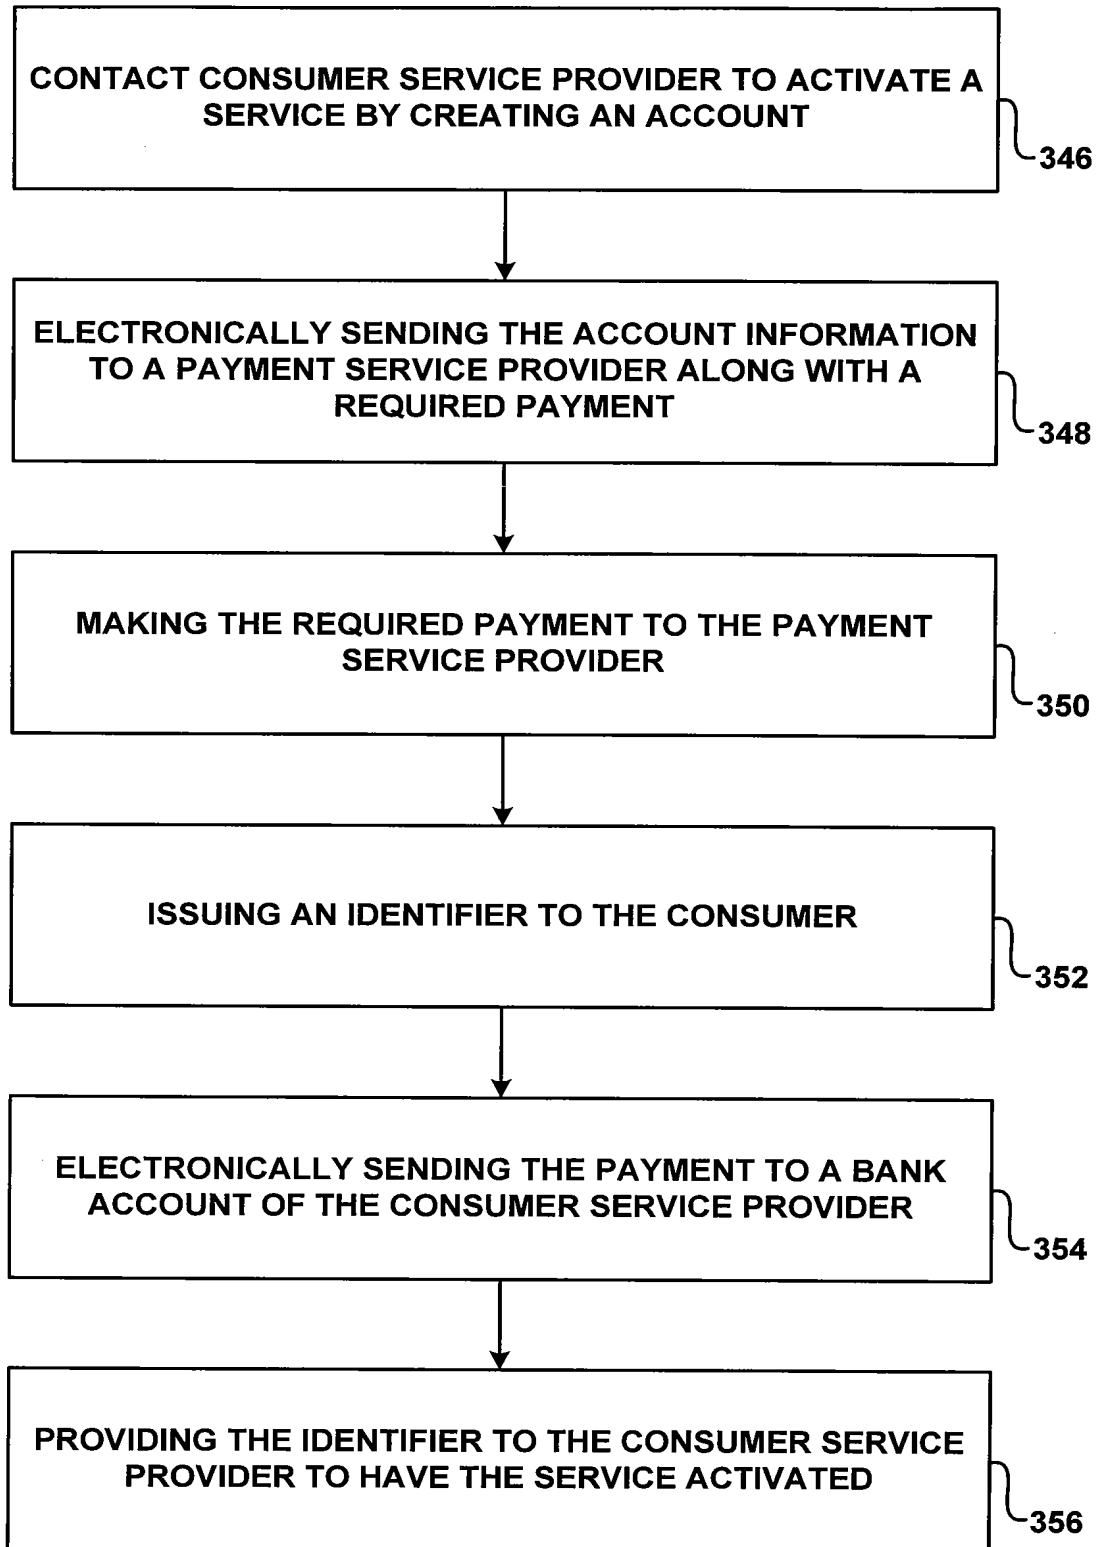 CONTACT CONSUMER SERVICE PROVIDER TO ACTIVATE A
SERVICE BY CREATING AN ACCOUNT
346
ELECTRONICALLY SENDING THE ACCOUNT INFORMATION
TO A PAYMENT SERVICE PROVIDER ALONG WITH A
REQUIRED PAYMENT
348
MAKING THE REQUIRED PAYMENT TO THE PAYMENT
SERVICE PROVIDER
350
ISSUING AN IDENTIFIER TO THE CONSUMER
352
ELECTRONICALLY SENDING THE PAYMENT TO A BANK
ACCOUNT OF THE CONSUMER SERVICE PROVIDER
354
PROVIDING THE IDENTIFIER TO THE CONSUMER SERVICE
PROVIDER TO HAVE THE SERVICE ACTIVATED
356